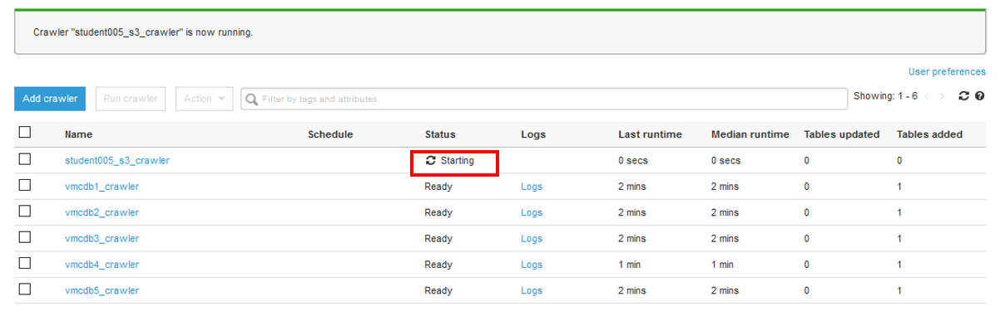 Crawler "student005_s3_crawler" is now running.
User preferences
Add crawler Run crawler Action Filter by tags and attributes Showing: 1 - 6
Name Schedule Status Logs Last runtime Median runtime Tables updated Tables added
student005_s3_crawler Starting 0 secs 0 secs 0 0
vmcdb1_crawler Ready Logs 2 mins 2 mins 0 1
vmcdb2_crawler Ready Logs 2 mins 2 mins 0 1
vmcdb3_crawler Ready Logs 2 mins 2 mins 0 1
vmcdb4_crawler Ready Logs 1 min 1 min 0 1
vmcdb5_crawler Ready Logs 2 mins 2 mins 0 1